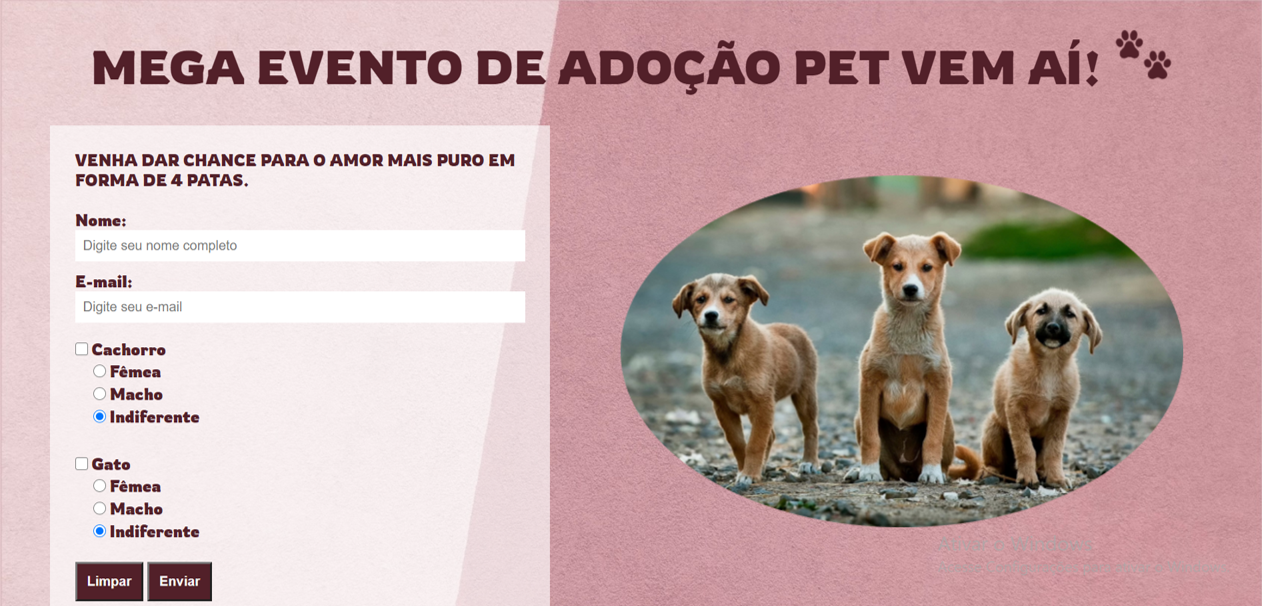 MEGA EVENTO DE ADOÇÃO PET VEM AÍ!
VENHA DAR CHANCE PARA O AMOR MAIS PURO EM
FORMA DE 4 PATAS.
Nome:
Digite seu nome completo
E-mail:
Digite seu e-mail
Cachorro
Fêmea
Macho
Indiferente
Gato
Fêmea
Macho
Indiferente
Limpar Enviar